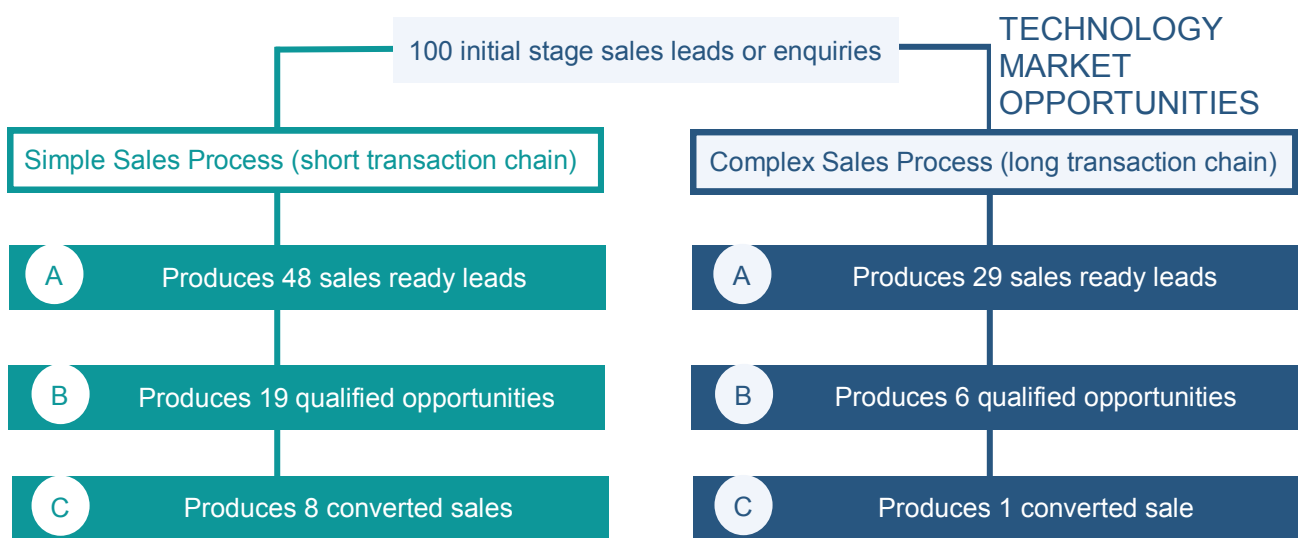 100 initial stage sales leads or enquiries
TECHNOLOGY
MARKET
OPPORTUNITIES
Simple Sales Process (short transaction chain)
Complex Sales Process (long transaction chain)
A
Produces 48 sales ready leads
A
Produces 29 sales ready leads
B
Produces 19 qualified opportunities
B
Produces 6 qualified opportunities
C
Produces 8 converted sales
C
Produces 1 converted sale